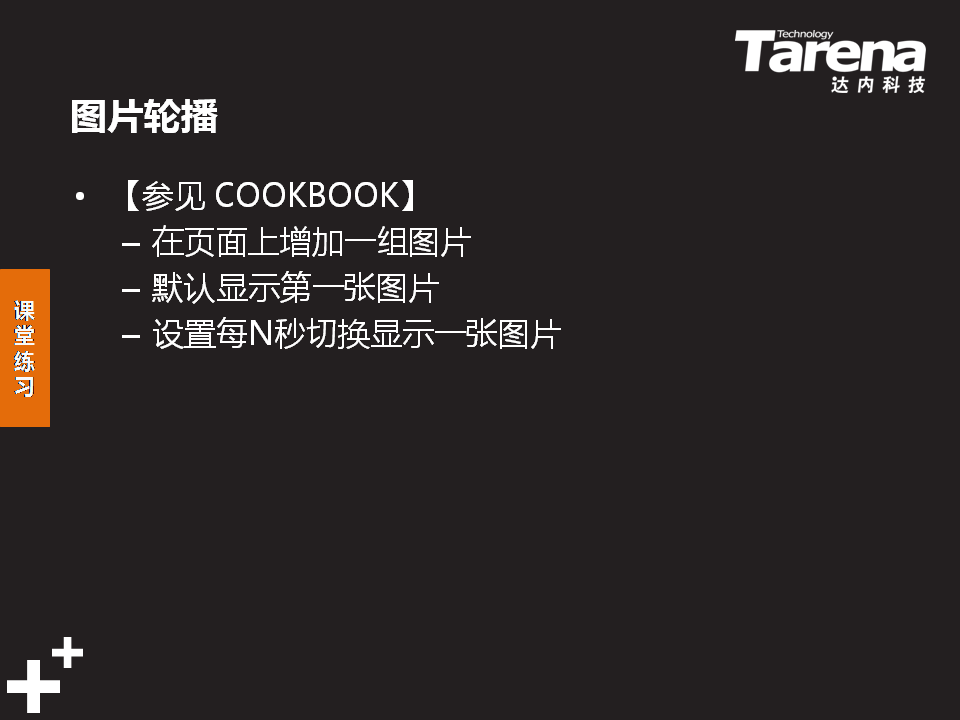 Technology
Tarena
达内科技
图片轮播
• 【参见 COOKBOOK】
– 在页面上增加一组图片
– 默认显示第一张图片
– 设置每N秒切换显示一张图片
课堂练习